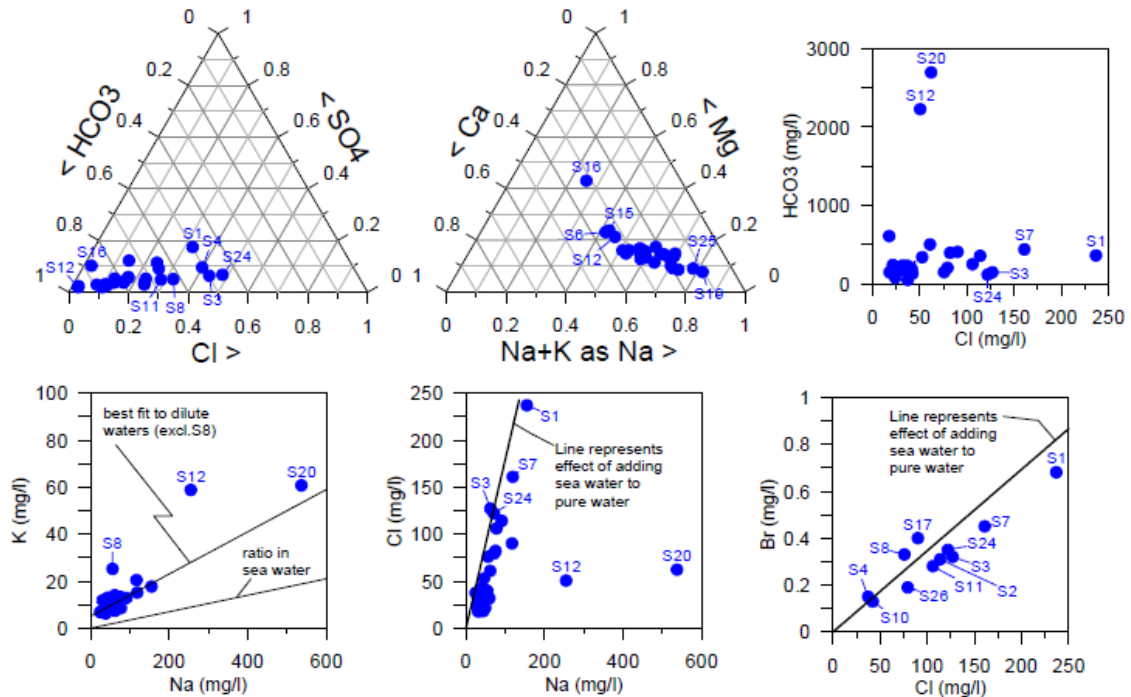 0 1
0.2 0.8
< HCO3
< SO4
0.4 0.6
0.6 0.4
0.8 0.2
S1
S4
S24
S16
S12
S11
S8
S3
1 0
0 0.2 0.4 0.6 0.8 1
Cl >
0 1
0.2 0.8
< Ca
< Mg
0.4 0.6
S16
0.6 0.4
0.8 0.2
S15
S6
S12
S25
S19
1 0
0 0.2 0.4 0.6 0.8 1
Na+K as Na >
3000
2000
1000
0
HCO3 (mg/l)
S20
S12
S7
S1
S3
S24
0 50 100 150 200 250
Cl (mg/l)
100
80
60
40
20
0
K (mg/l)
best fit to dilute
waters (excl.S8)
S12
S20
S8
ratio in
sea water
0 200 400 600
Na (mg/l)
250
200
150
100
50
0
Cl (mg/l)
S1
Line represents
effect of adding
sea water to
pure water
S7
S3
S24
S20
S12
0 200 400 600
Na (mg/l)
1
0.8
0.6
0.4
0.2
0
Br (mg/l)
Line represents
effect of adding
sea water to
pure water
S1
S17
S7
S8
S24
S4
S3
S2
S11
S26
S10
0 50 100 150 200 250
Cl (mg/l)